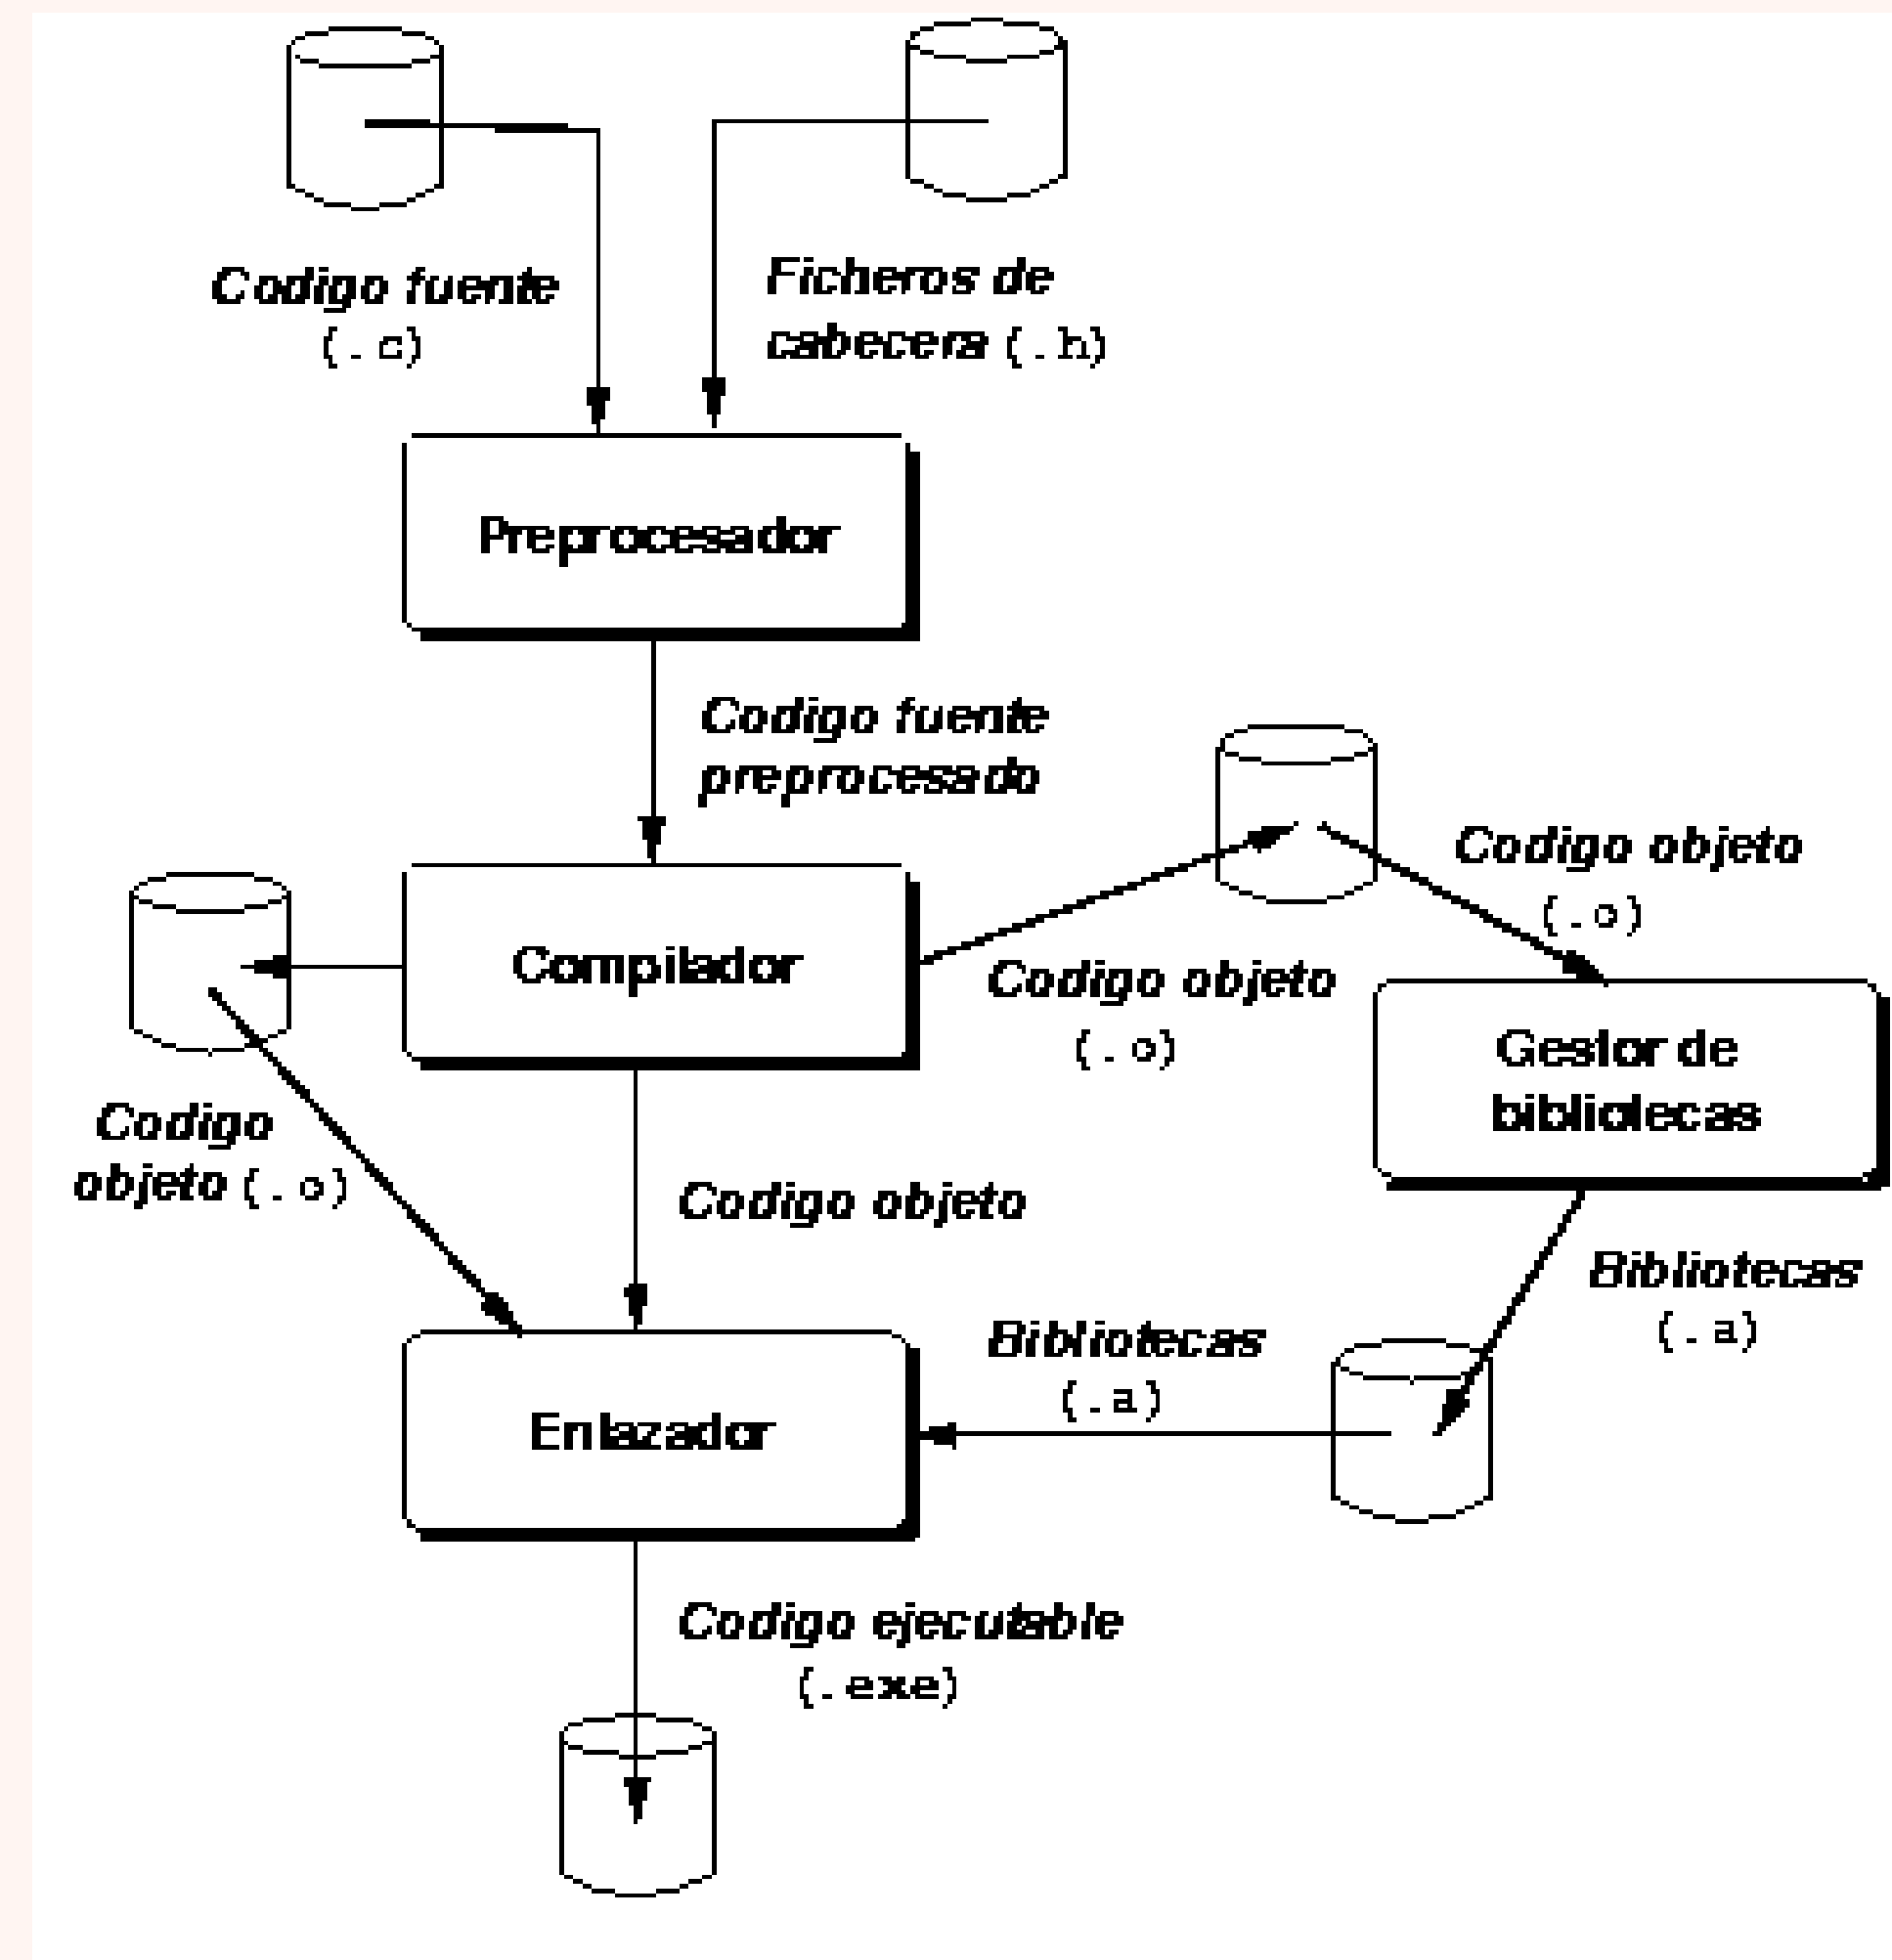 Codigo fuente
(.c)
Ficheros de
cabecera (.h)
Preprocesador
Codigo fuente
preprocesado
Codigo objeto
(.o)
Compilador
Codigo objeto
(.o)
Gestor de
bibliotecas
Codigo
objeto (.o)
Codigo objeto
Bibliotecas
(.a)
Bibliotecas
(.a)
Enlazador
Codigo ejecutable
(.exe)